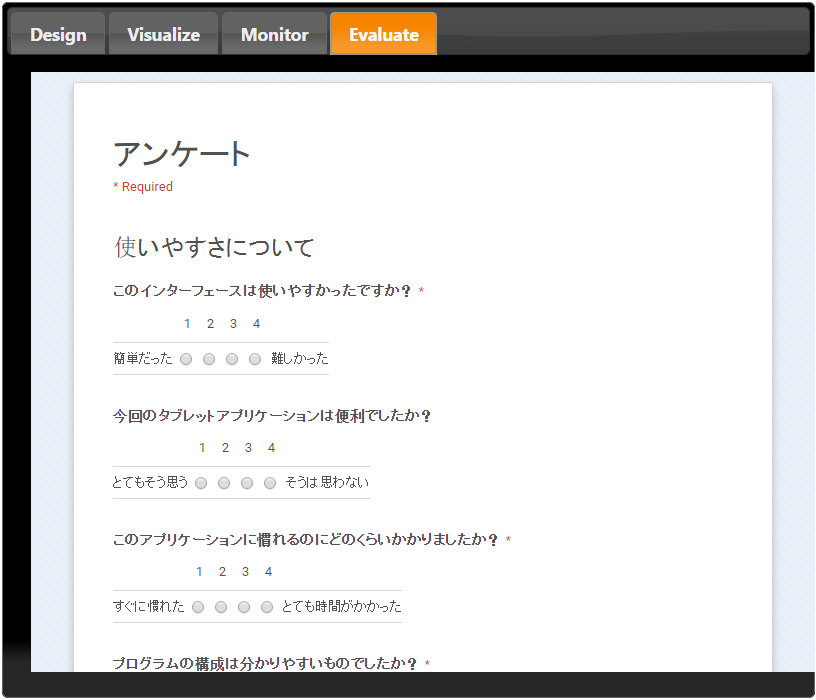 Design Visualize Monitor Evaluate
アンケート
* Required
使いやすさについて
このインターフェースは使いやすかったですか？ *
1 2 3 4
簡単だった 難しかった
今回のタブレットアプリケーションは便利でしたか？
1 2 3 4
とてもそう思う そうは思わない
このアプリケーションに慣れるのにどのくらいかかりましたか？ *
1 2 3 4
すぐに慣れた とても時間がかかった
プログラムの構成は分かりやすいものでしたか？ *